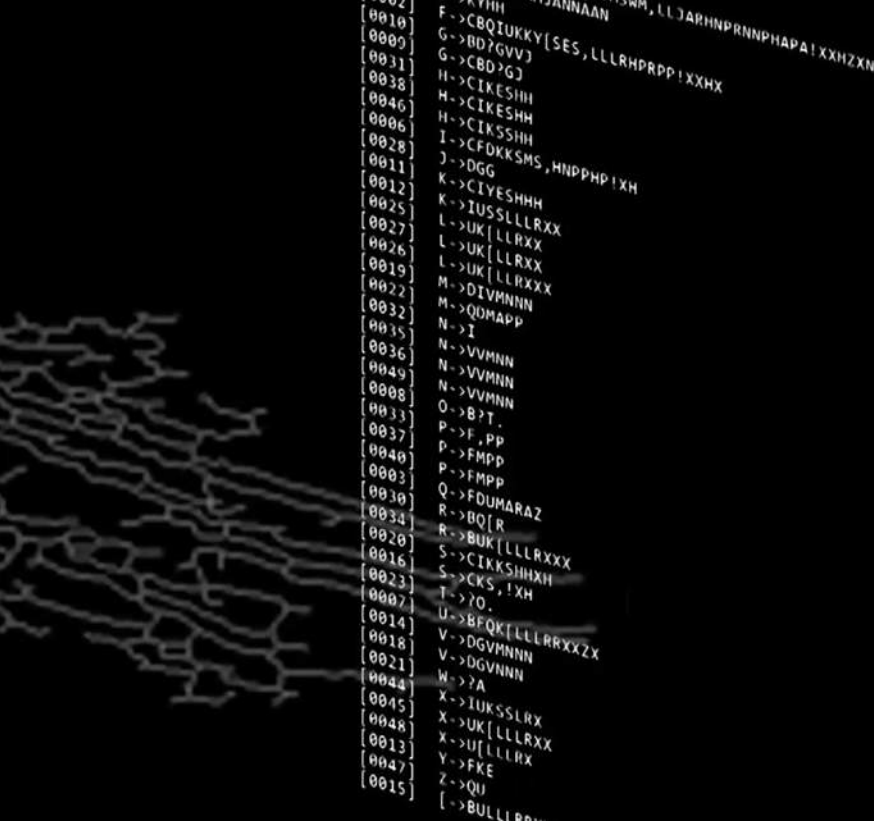 F->CBQIUKKY[SES,LLLRHPRPP!XXHX
[0010] G->BD?GVVJ
[0009] G->CBD?GJ
[0031] H->CIKESHH
[0038] H->CIKESHH
[0046] H->CIKSSHH
[0006] I->CFDKKSMS,HNPPHP!XH
[0028] J->DGG
[0011] K->CIYESHHH
[0012] K->IUSSLLLRXX
[0025] L->UK[LLRXX
[0027] L->UK[LLRXX
[0026] L->UK[LLRXXX
[0019] M->DIVMNNN
[0022] M->QDMAPP
[0032] N->I
[0035] N->VVMNN
[0036] N->VVMNN
[0049] N->VVMNN
[0008] O->B?T.
[0033] P->F,PP
[0037] P->FMPP
[0040] P->FMPP
[0003] Q->FDUMARAZ
[0030] R->BQ[R
[0034] R->BUK[LLLRXXX
[0020] S->CIKKSHHXH
[0016] S->CKS,!XH
[0023] T->?O.
[0007] U->BFQK[LLLRRXXZX
[0014] V->DGVMNNN
[0018] V->DGVNNN
[0021] W->?A
[0044] X->IUKSSLRX
[0045] X->UK[LLLRXX
[0048] X->U[LLLRX
[0013] Y->FKE
[0047] Z->QU
[0015] [->BULLLRR